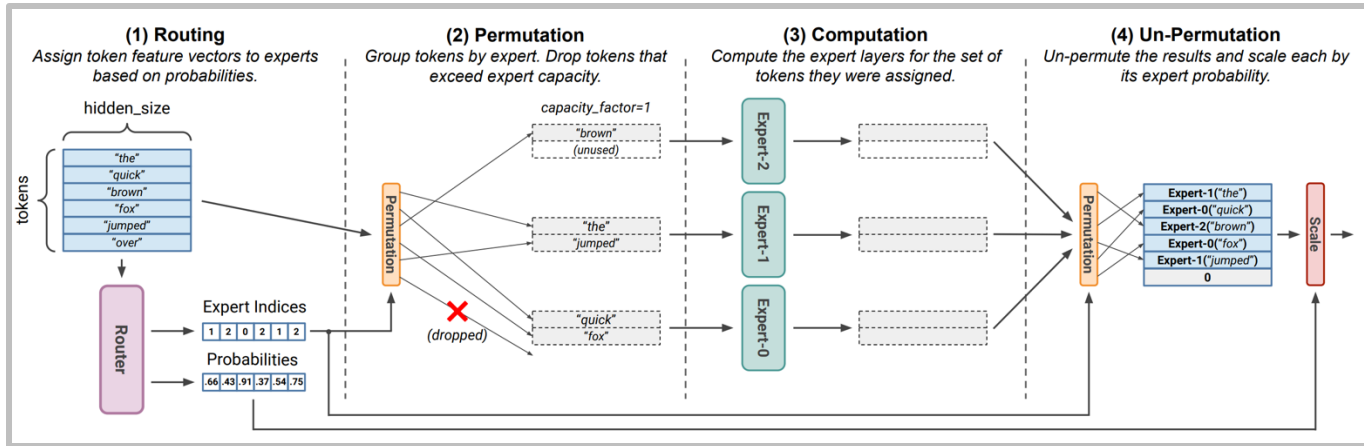 (1) Routing
Assign token feature vectors to experts
based on probabilities.
hidden_size
tokens
"the"
"quick"
"brown"
"fox"
"jumped"
"over"
Router
Expert Indices
1 2 0 2 1 2
Probabilities
.66 .43 .91 .37 .54 .75
(2) Permutation
Group tokens by expert. Drop tokens that
exceed expert capacity.
capacity_factor=1
Permutation
"brown"
(unused)
"the"
"jumped"
(dropped)
"quick"
"fox"
(3) Computation
Compute the expert layers for the set of
tokens they were assigned.
Expert-2
Expert-1
Expert-0
(4) Un-Permutation
Un-permute the results and scale each by
its expert probability.
Permutation
Expert-1("the")
Expert-0("quick")
Expert-2("brown")
Expert-0("fox")
Expert-1("jumped")
0
Scale